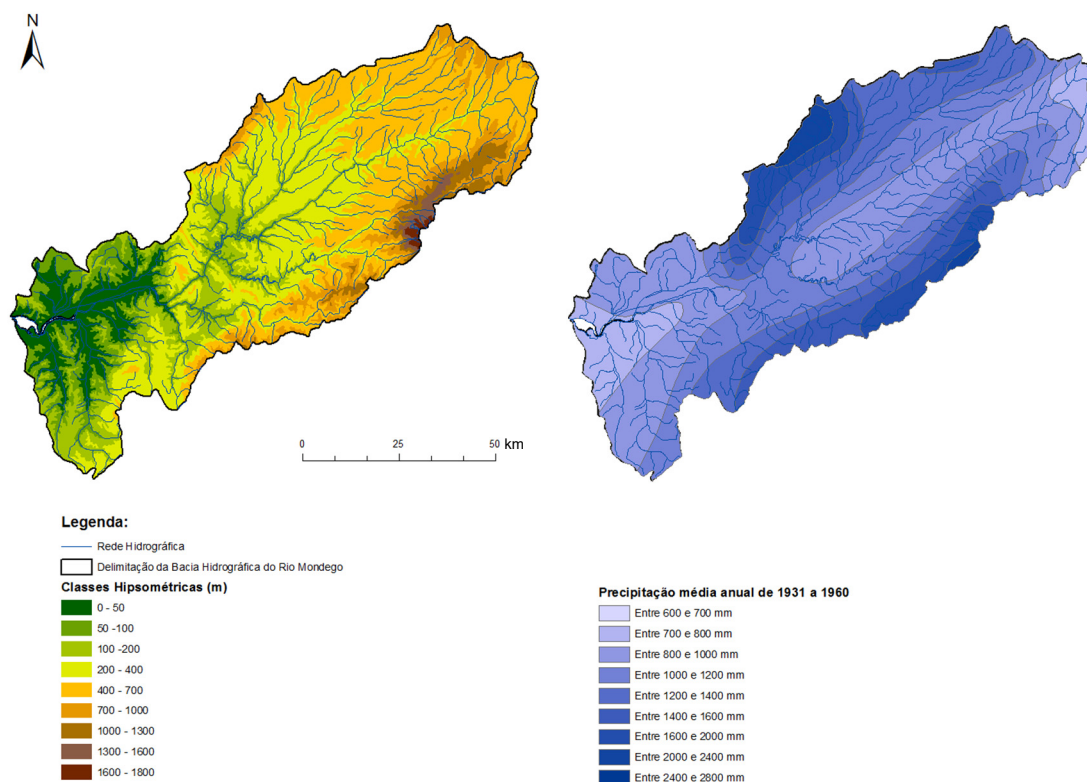 N
0 25 50 km
Legenda:
Rede Hidrográfica
Delimitação da Bacia Hidrográfica do Rio Mondego
Classes Hipsométricas (m)
0 - 50
50 -100
100 -200
200 - 400
400 - 700
700 - 1000
1000 - 1300
1300 - 1600
1600 - 1800
Precipitação média anual de 1931 a 1960
Entre 600 e 700 mm
Entre 700 e 800 mm
Entre 800 e 1000 mm
Entre 1000 e 1200 mm
Entre 1200 e 1400 mm
Entre 1400 e 1600 mm
Entre 1600 e 2000 mm
Entre 2000 e 2400 mm
Entre 2400 e 2800 mm